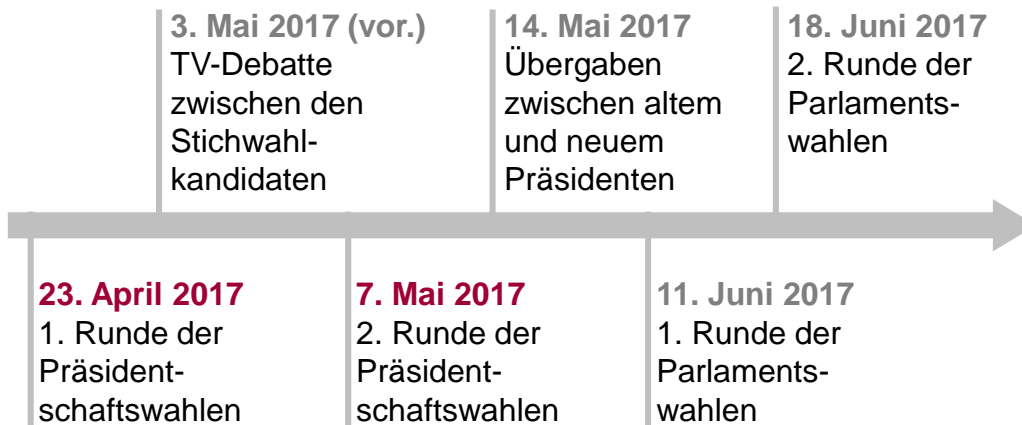 3. Mai 2017 (vor.)
TV-Debatte
zwischen den
Stichwahl-
kandidaten
14. Mai 2017
Übergaben
zwischen altem
und neuem
Präsidenten
18. Juni 2017
2. Runde der
Parlaments-
wahlen
23. April 2017
1. Runde der
Präsident-
schaftswahlen
7. Mai 2017
2. Runde der
Präsident-
schaftswahlen
11. Juni 2017
1. Runde der
Parlaments-
wahlen